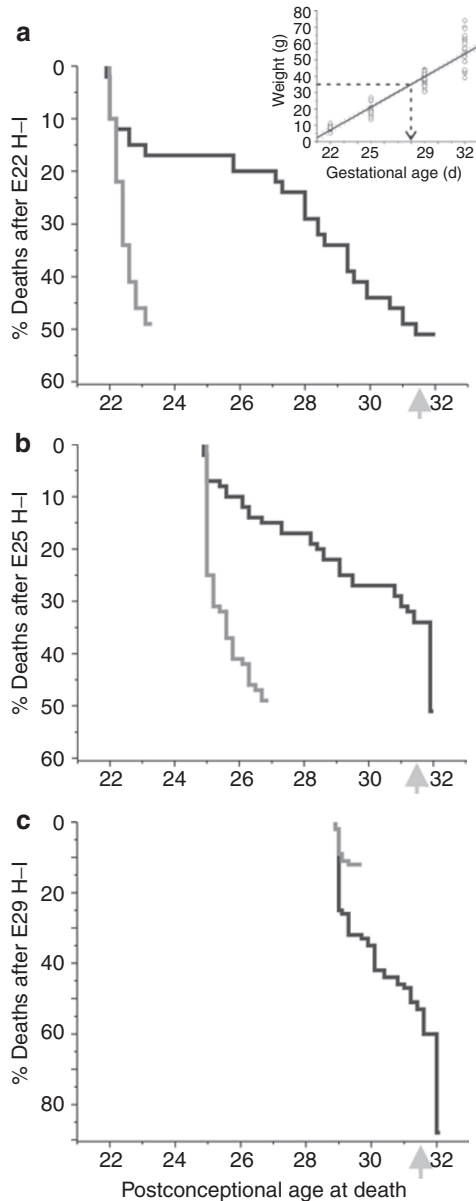 a
0
10
20
30
40
50
60
% Deaths after E22 H–I
22 24 26 28 30 32
80
70
60
50
40
30
20
10
0
Weight (g)
22 25 29 32
Gestational age (d)
b
0
10
20
30
40
50
60
% Deaths after E25 H–I
22 24 26 28 30 32
c
0
20
40
60
80
% Deaths after E29 H–I
22 24 26 28 30 32
Postconceptional age at death